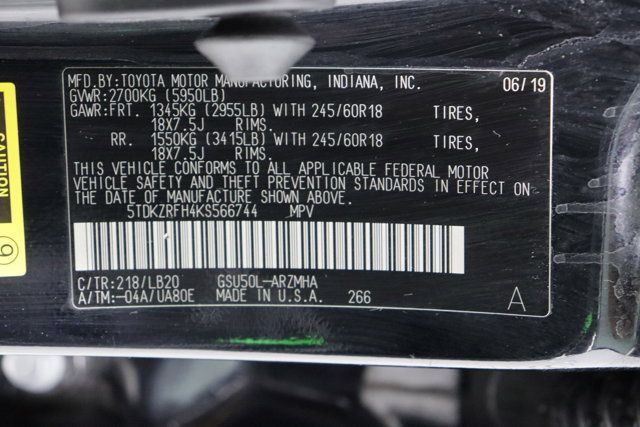 MFD.BY:TOYOTA MOTOR MANUFACTURING, INDIANA, INC. 06/19
GVWR:2700KG (5950LB)
GAWR:FRT. 1345KG (2955LB) WITH 245/60R18 TIRES,
18X7.5J RIMS.
RR. 1550KG (3415LB) WITH 245/60R18 TIRES,
18X7.5J RIMS.
THIS VEHICLE CONFORMS TO ALL APPLICABLE FEDERAL MOTOR
VEHICLE SAFETY AND THEFT PREVENTION STANDARDS IN EFFECT ON
THE DATE OF MANUFACTURE SHOWN ABOVE.
5TDKZRFH4KS566744 MPV
C/TR:218/LB20 GSU50L-ARZMHA
A/TM:-04A/UA80E MADE IN U.S.A. 266 A
CAUTION